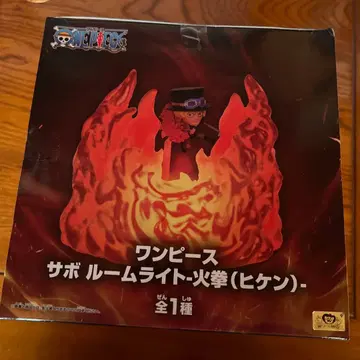 ONE PIECE
ワンピース
サボ ルームライト-火拳(ヒケン)-
全1種
ぜん しゅ